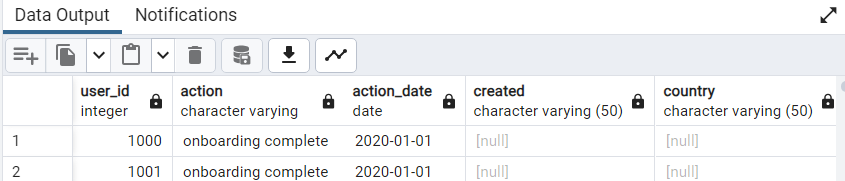 Data Output Notifications
user_id action action_date created country
integer character varying date character varying (50) character varying (50)
1 1000 onboarding complete 2020-01-01 [null] [null]
2 1001 onboarding complete 2020-01-01 [null] [null]